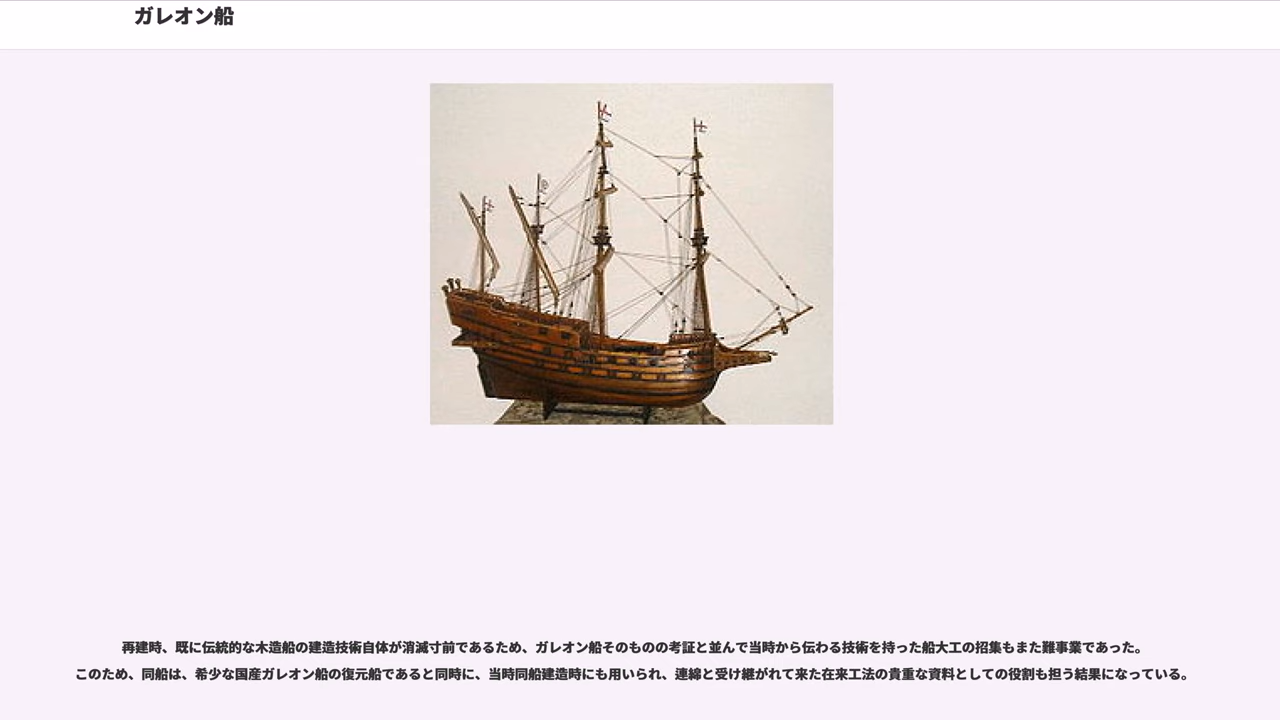 ガレオン船
再建時、既に伝統的な木造船の建造技術自体が消滅寸前であるため、ガレオン船そのものの考証と並んで当時から伝わる技術を持った船大工の招集もまた難事業であった。
このため、同船は、希少な国産ガレオン船の復元船であると同時に、当時同船建造時にも用いられ、連綿と受け継がれて来た在来工法の貴重な資料としての役割も担う結果になっている。